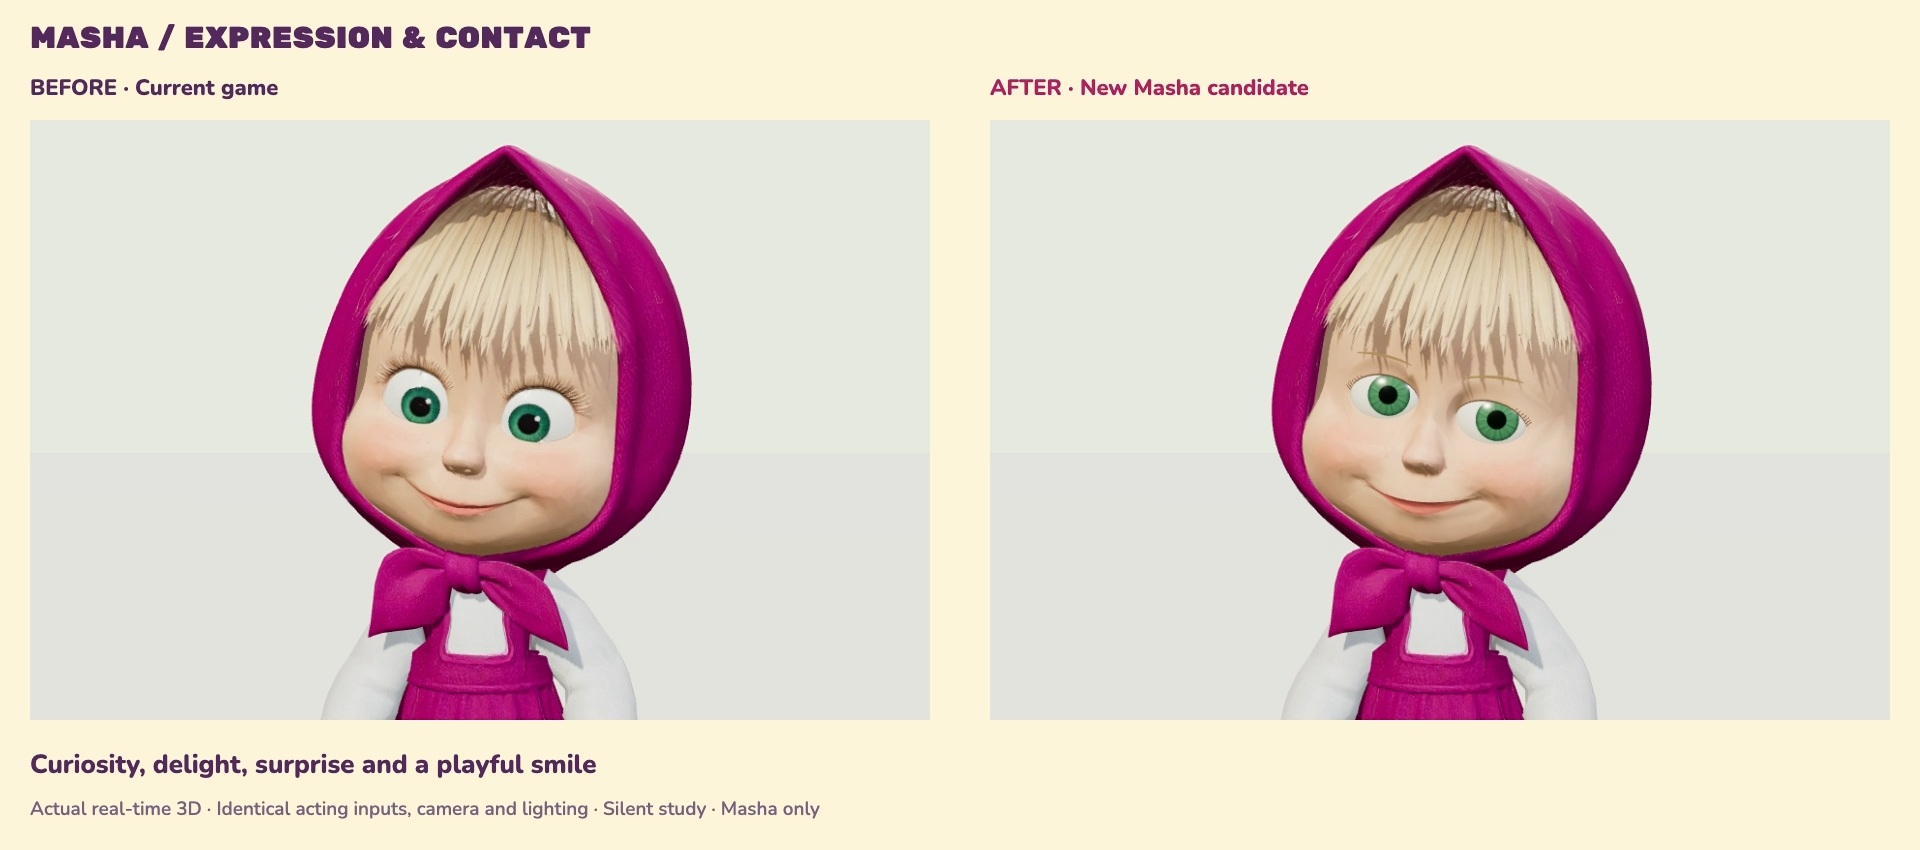 MASHA / EXPRESSION & CONTACT
BEFORE · Current game
AFTER · New Masha candidate
Curiosity, delight, surprise and a playful smile
Actual real-time 3D · Identical acting inputs, camera and lighting · Silent study · Masha only